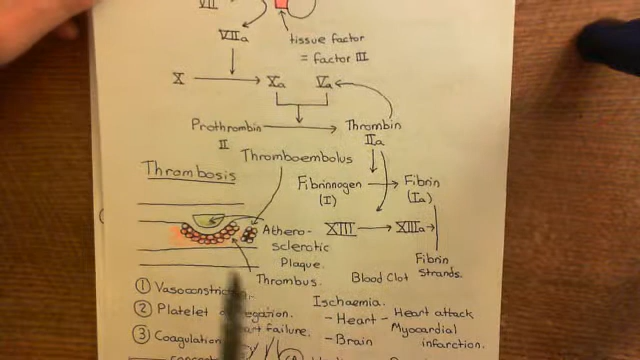 VII
VIIa
tissue factor
= factor III
X
Xa
Va
Prothrombin
II
Thrombin
IIa
Thromboembolus
Thrombosis
Fibrinnogen
(I)
Fibrin
(Ia)
XIII
XIIIa
Athero-
sclerotic
Plaque.
Fibrin
strands.
Thrombus.
Blood Clot
① Vasoconstriction.
② Platelet
③ Coagulation
Heart failure.
Ischaemia.
- Heart - Heart attack
Myocardial
infarction.
- Brain